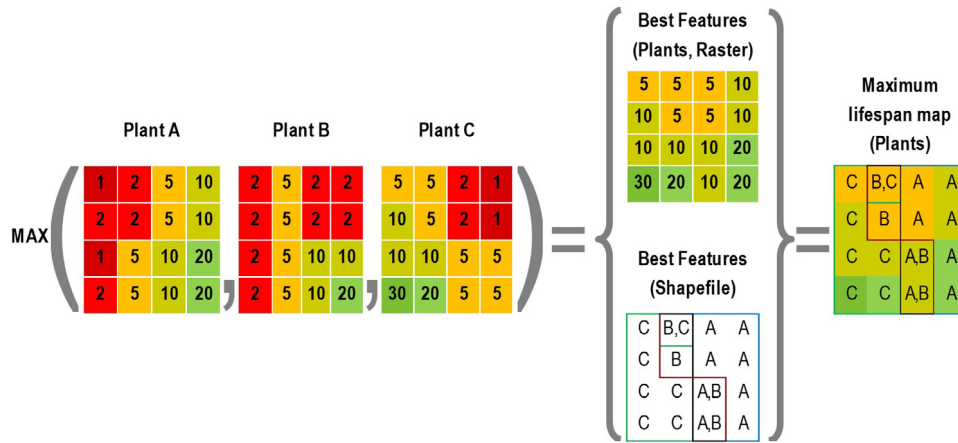 MAX
Plant A
1 2 5 10
2 2 5 10
1 5 10 20
2 5 10 20
;
Plant B
2 5 2 2
2 5 2 2
2 5 10 10
2 5 10 20
;
Plant C
5 5 2 1
10 5 2 1
10 10 5 5
30 20 5 5
=
Best Features
(Plants, Raster)
5 5 5 10
10 5 5 10
10 10 10 20
30 20 10 20
Best Features
(Shapefile)
C B,C A A
C B A A
C C A,B A
C C A,B A
=
Maximum
lifespan map
(Plants)
C B,C A A
C B A A
C C A,B A
C C A,B A